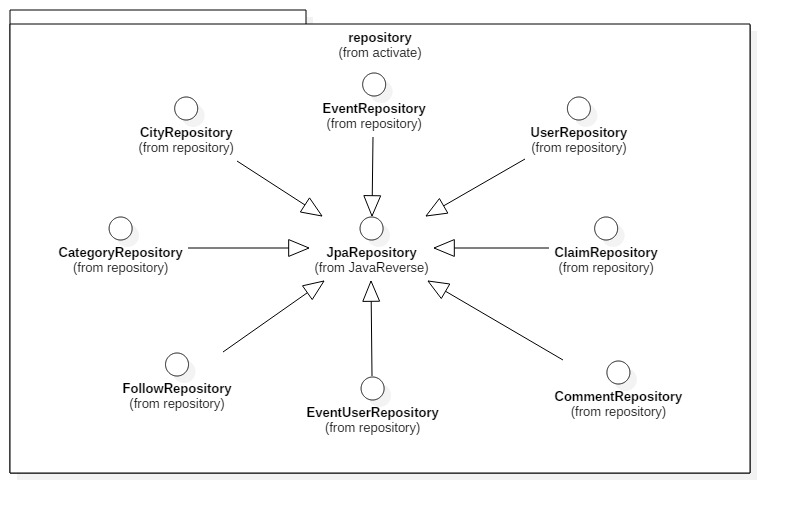 repository
(from activate)
EventRepository
(from repository)
CityRepository
(from repository)
UserRepository
(from repository)
CategoryRepository
(from repository)
JpaRepository
(from JavaReverse)
ClaimRepository
(from repository)
FollowRepository
(from repository)
EventUserRepository
(from repository)
CommentRepository
(from repository)